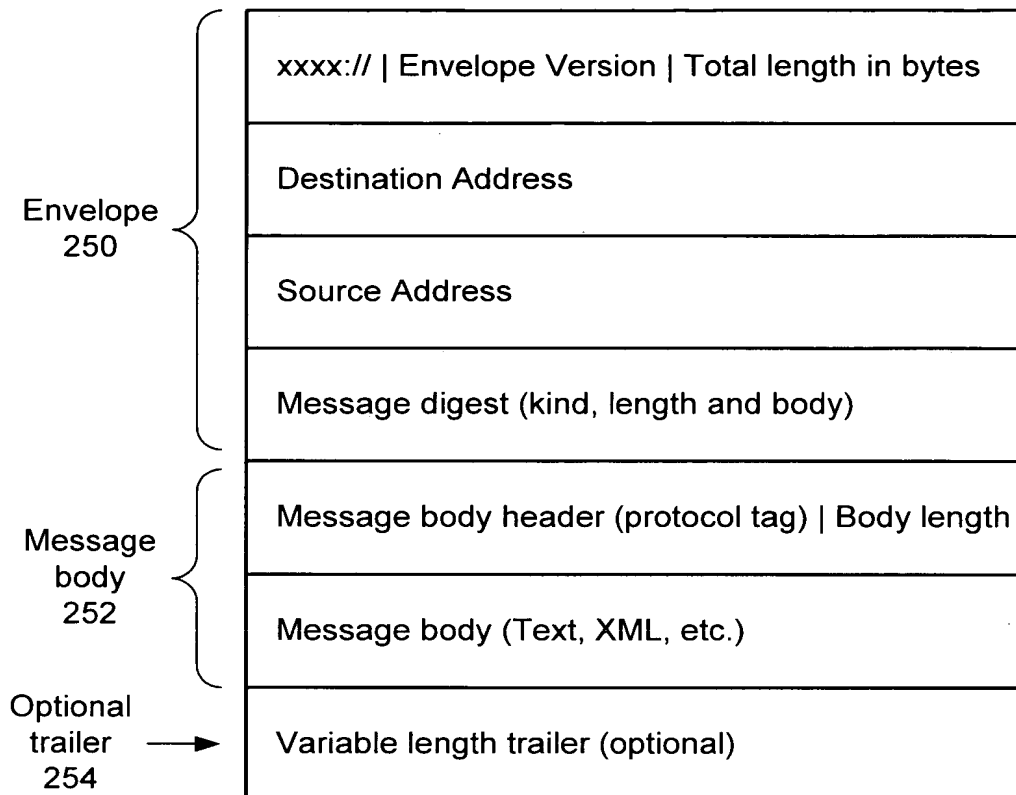 xxxx:// | Envelope Version | Total length in bytes
Destination Address
Envelope
250
Source Address
Message digest (kind, length and body)
Message body header (protocol tag) | Body length
Message
body
252
Message body (Text, XML, etc.)
Optional
trailer
254
Variable length trailer (optional)